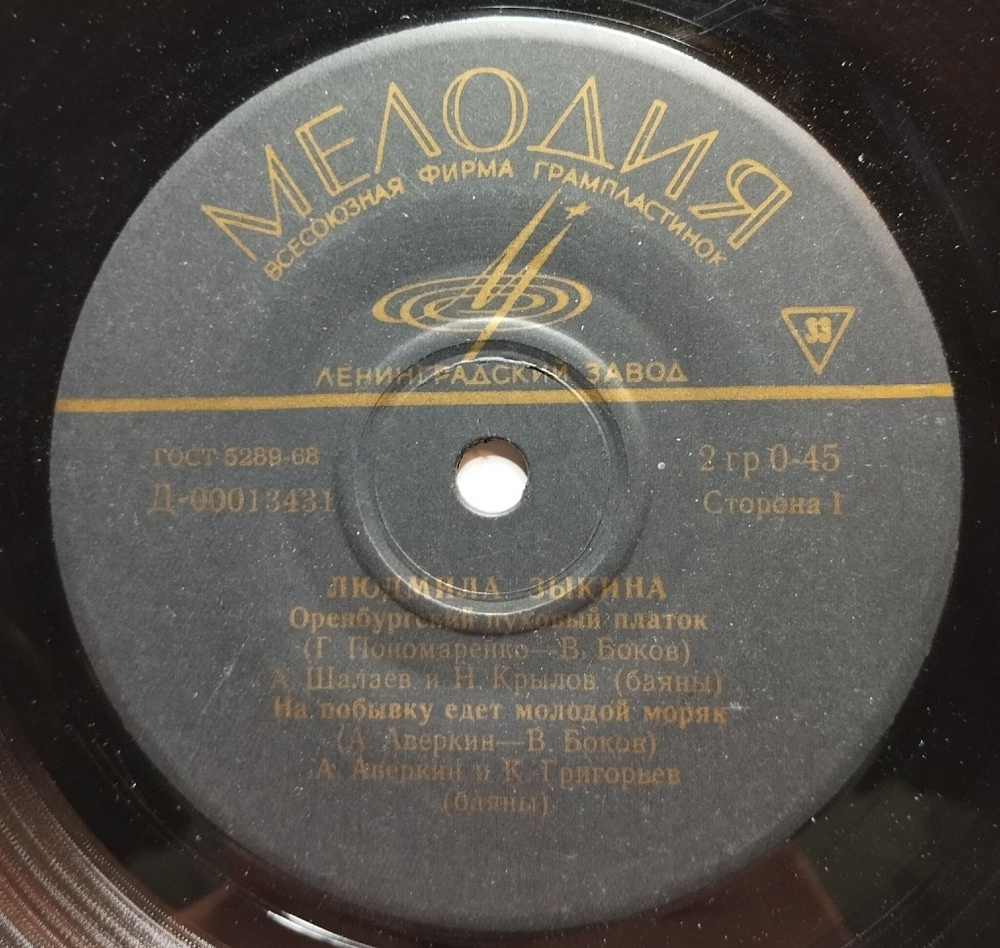 МЕЛОДИЯ
ВСЕСОЮЗНАЯ ФИРМА ГРАМПЛАСТИНОК
33
ЛЕНИНГРАДСКИЙ ЗАВОД
ГОСТ 5289-68
2 гр 0-45
Д-00013431
Сторона I
ЛЮДМИЛА ЗЫКИНА
Оренбургский пуховый платок
(Г. Пономаренко—В. Боков)
А. Шалаев и Н. Крылов (баяны)
На побывку едет молодой моряк
(А. Аверкин—В. Боков)
А. Аверкин и К. Григорьев
(баяны)